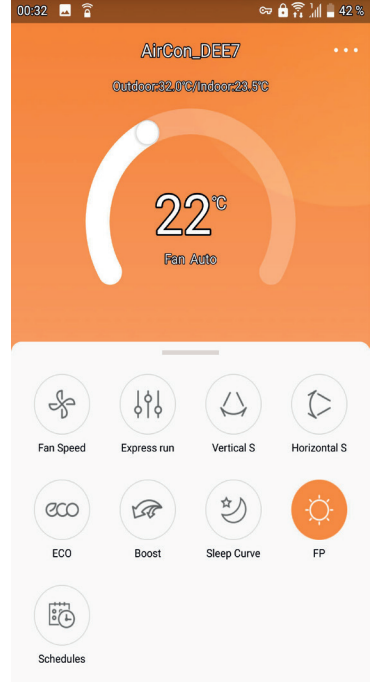 00:32 42 %
AirCon_DEE7
Outdoor:32.0°C/Indoor:23.5°C
22°C
Fan Auto
Fan Speed Express run Vertical S Horizontal S
eco
ECO Boost Sleep Curve FP
Schedules